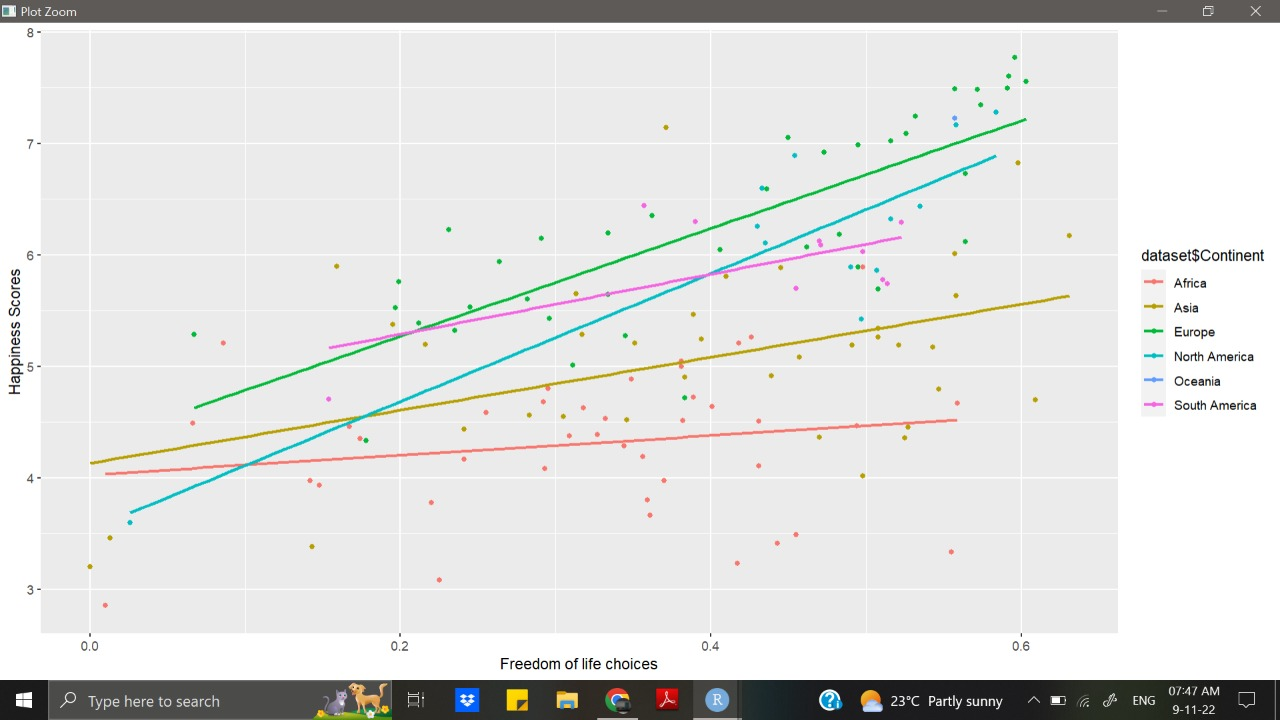 Plot Zoom
8
7
6
5
4
3
Happiness Scores
0.0
0.2
0.4
0.6
Freedom of life choices
dataset$Continent
Africa
Asia
Europe
North America
Oceania
South America
Type here to search
R
?
23°C Partly sunny
ENG
07:47 AM
9-11-22